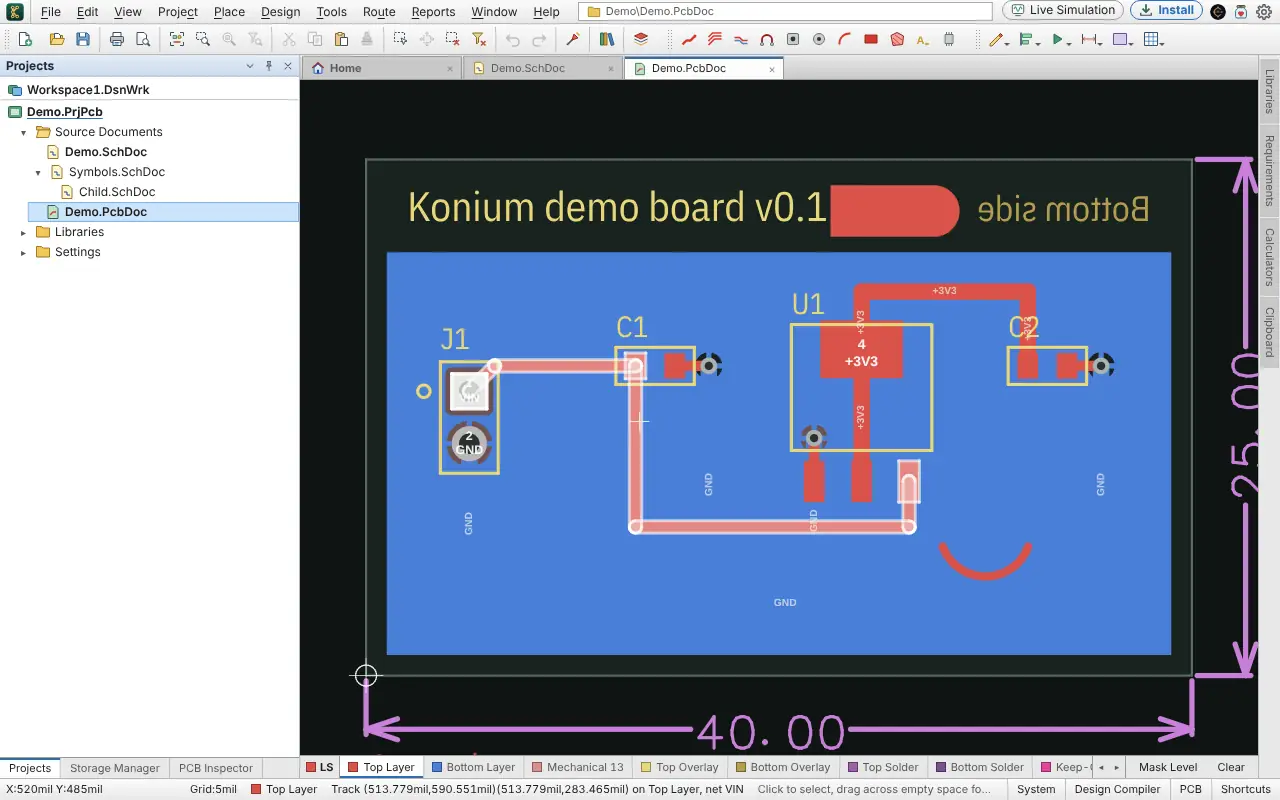 File Edit View Project Place Design Tools Route Reports Window Help
Demo\Demo.PcbDoc
Live Simulation
Install
Projects
Home
Demo.SchDoc
Demo.PcbDoc
Workspace1.DsnWrk
Demo.PrjPcb
Source Documents
Demo.SchDoc
Symbols.SchDoc
Child.SchDoc
Demo.PcbDoc
Libraries
Settings
Konium demo board v0.1
Bottom side
J1
C1
U1
C2
+3V3
+3V3
+3V3
4
+3V3
+3V3
2
GND
GND
GND
GND
GND
GND
25.00
40.00
Libraries
Requirements
Calculators
Clipboard
LS
Top Layer
Bottom Layer
Mechanical 13
Top Overlay
Bottom Overlay
Top Solder
Bottom Solder
Keep-
Mask Level
Clear
Projects
Storage Manager
PCB Inspector
X:520mil Y:485mil
Grid:5mil
Top Layer
Track (513.779mil,590.551mil)(513.779mil,283.465mil) on Top Layer, net VIN
Click to select, drag across empty space fo...
System
Design Compiler
PCB
Shortcuts